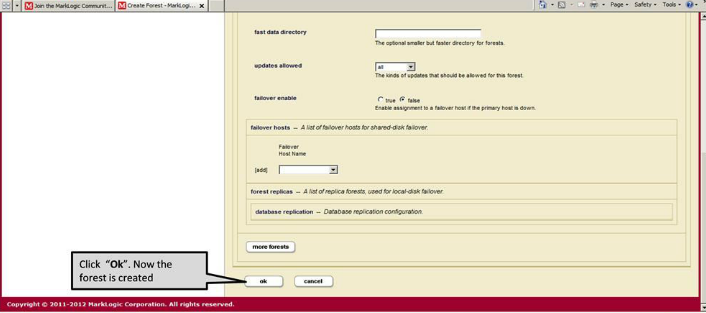 Join the MarkLogic Communit...
Create Forest - MarkLogi...
Page
Safety
Tools
fast data directory
The optional smaller but faster directory for forests.
updates allowed
all
The kinds of updates that should be allowed for this forest.
failover enable
true false
Enable assignment to a failover host if the primary host is down.
failover hosts -- A list of failover hosts for shared-disk failover.
Failover
Host Name
[add]
forest replicas -- A list of replica forests, used for local-disk failover.
database replication -- Database replication configuration.
more forests
Click "Ok". Now the
forest is created
ok cancel
Copyright © 2011-2012 MarkLogic Corporation. All rights reserved.